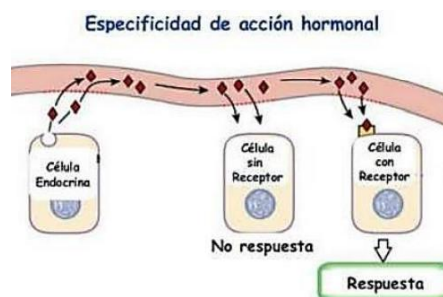 Especificidad de acción hormonal
Célula
Endocrina
Célula
sin
Receptor
Célula
con
Receptor
No respuesta
Respuesta